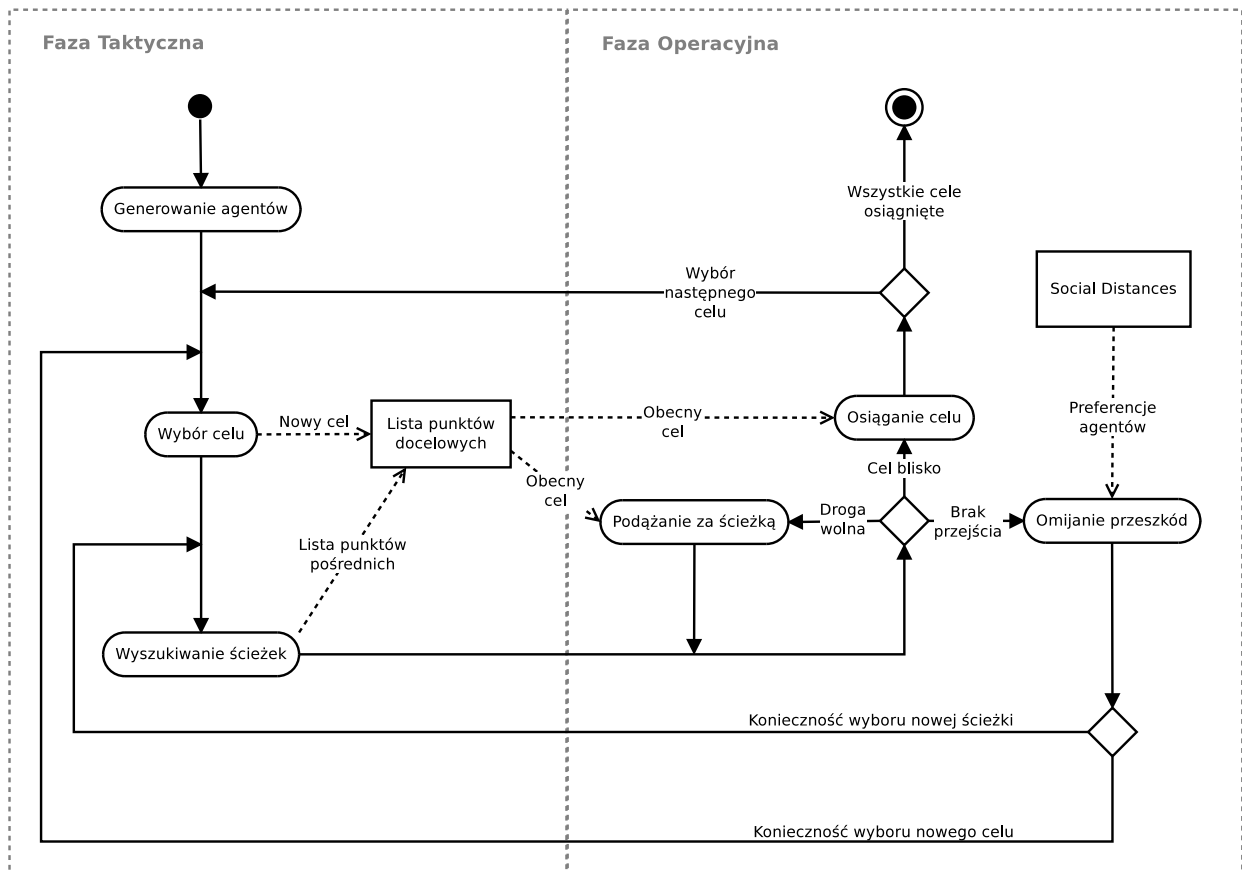 Faza Taktyczna
Faza Operacyjna
Generowanie agentów
Wszystkie cele
osiągnięte
Wybór
następnego
celu
Social Distances
Wybór celu
Nowy cel
Lista punktów
docelowych
Obecny
cel
Osiąganie celu
Preferencje
agentów
Cel blisko
Obecny
cel
Podążanie za ścieżką
Droga
wolna
Brak
przejścia
Omijanie przeszkód
Lista punktów
pośrednich
Wyszukiwanie ścieżek
Konieczność wyboru nowej ścieżki
Konieczność wyboru nowego celu